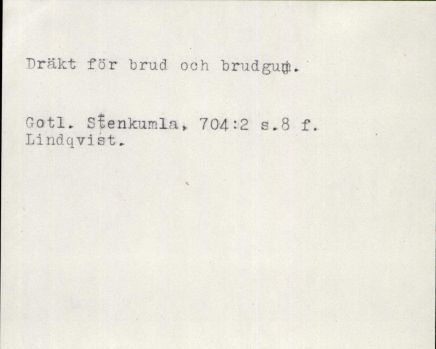 Dräkt för brud och brudgum.
Gotl. Stenkumla, 704:2 s.8 f.
Lindqvist.